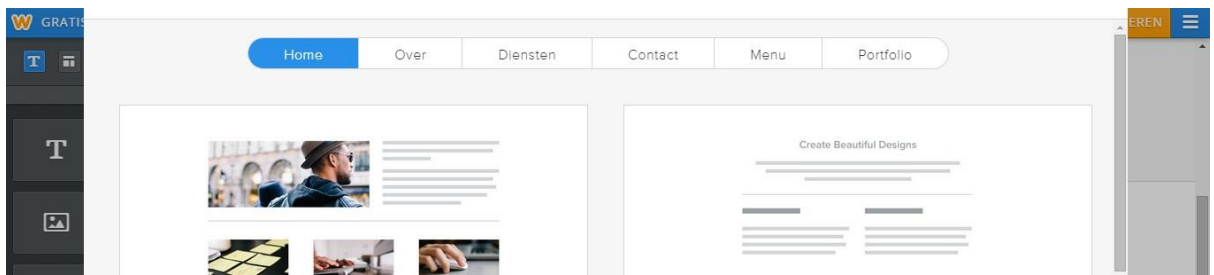 GRATIS
EREN
Home Over Diensten Contact Menu Portfolio
T
T
Create Beautiful Designs